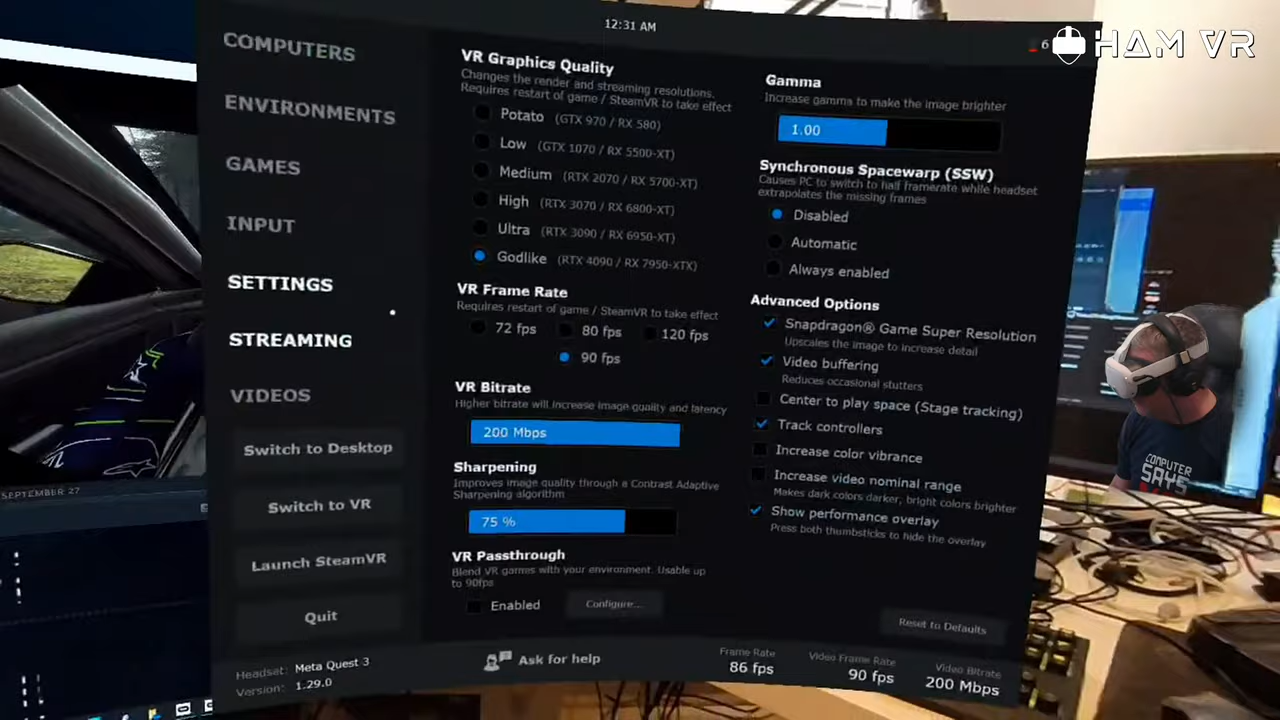 12:31 AM
6
HAM VR
COMPUTERS
ENVIRONMENTS
GAMES
INPUT
SETTINGS
STREAMING
VIDEOS
Switch to Desktop
Switch to VR
Launch SteamVR
Quit
Headset: Meta Quest 3
Version: 1.29.0
VR Graphics Quality
Changes the render and streaming resolutions.
Requires restart of game / SteamVR to take effect
Potato (GTX 970 / RX 580)
Low (GTX 1070 / RX 5500-XT)
Medium (RTX 2070 / RX 5700-XT)
High (RTX 3070 / RX 6800-XT)
Ultra (RTX 3090 / RX 6950-XT)
Godlike (RTX 4090 / RX 7950-XTX)
VR Frame Rate
Requires restart of game / SteamVR to take effect
72 fps 80 fps 120 fps
90 fps
VR Bitrate
Higher bitrate will increase image quality and latency
200 Mbps
Sharpening
Improves image quality through a Contrast Adaptive
Sharpening algorithm
75 %
VR Passthrough
Blend VR games with your environment. Usable up
to 90fps
Enabled Configure...
Ask for help
Gamma
Increase gamma to make the image brighter
1.00
Synchronous Spacewarp (SSW)
Causes PC to switch to half framerate while headset
extrapolates the missing frames
Disabled
Automatic
Always enabled
Advanced Options
Snapdragon® Game Super Resolution
Upscales the image to increase detail
Video buffering
Reduces occasional stutters
Center to play space (Stage tracking)
Track controllers
Increase color vibrance
Increase video nominal range
Makes dark colors darker, bright colors brighter
Show performance overlay
Press both thumbsticks to hide the overlay
Reset to Defaults
Frame Rate
86 fps
Video Frame Rate
90 fps
Video Bitrate
200 Mbps
SEPTEMBER 27
COMPUTER
SAYS